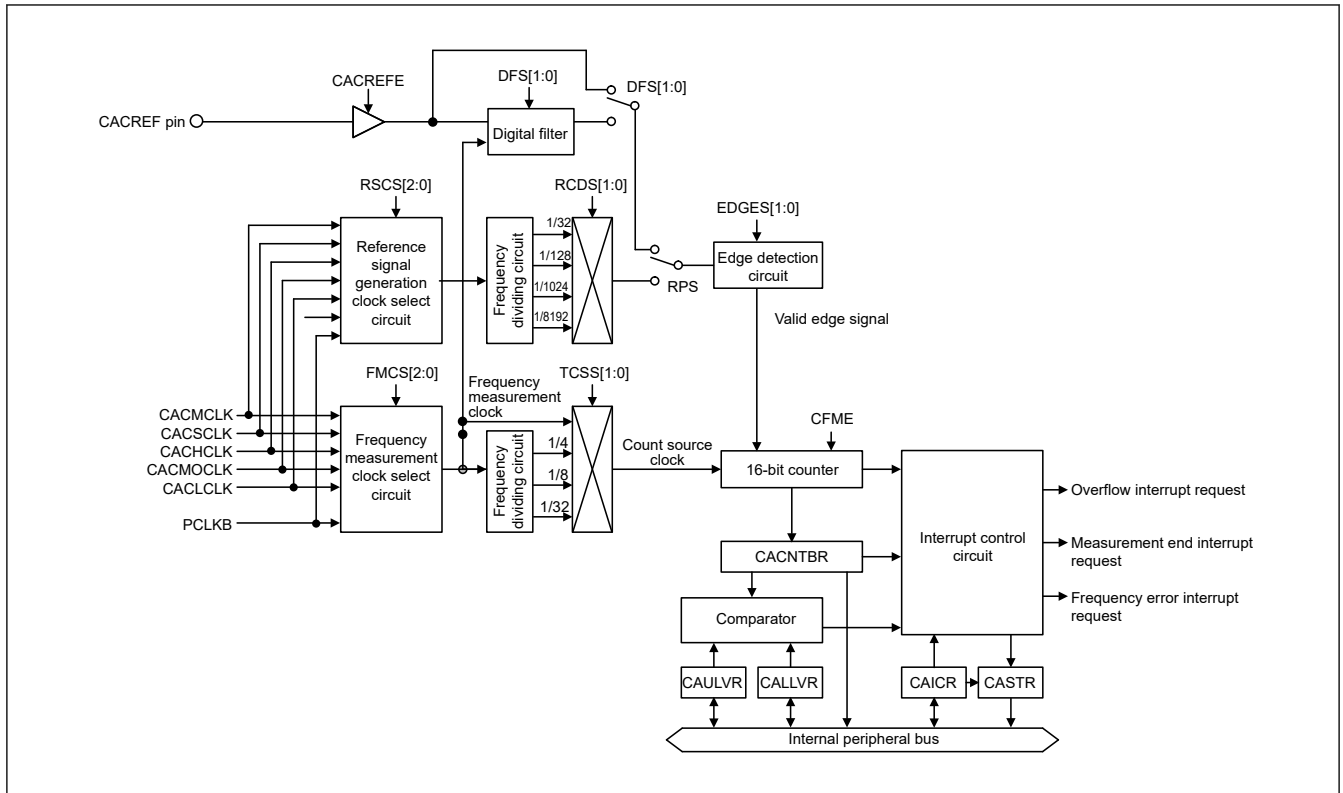 CACREFE
DFS[1:0]
DFS[1:0]
CACREF pin
Digital filter
RSCS[2:0]
RCDS[1:0]
EDGES[1:0]
Reference
signal
generation
clock select
circuit
Frequency
dividing circuit
1/32
1/128
1/1024
1/8192
RPS
Edge detection
circuit
Valid edge signal
FMCS[2:0]
Frequency
measurement
clock
TCSS[1:0]
CACMCLK
CACSCLK
CACHCLK
CACMOCLK
CACLCLK
PCLKB
Frequency
measurement
clock select
circuit
Frequency
dividing circuit
1/4
1/8
1/32
Count source
clock
CFME
16-bit counter
CACNTBR
Comparator
CAULVR
CALLVR
Interrupt control
circuit
Overflow interrupt request
Measurement end interrupt
request
Frequency error interrupt
request
CAICR
CASTR
Internal peripheral bus